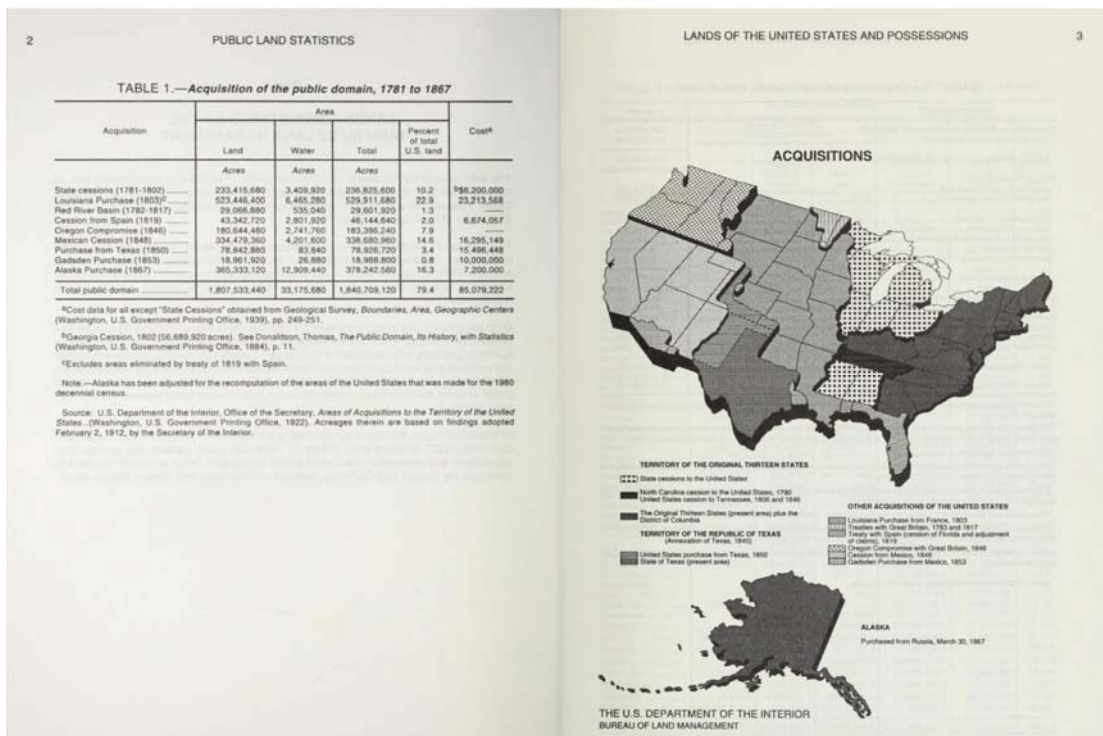 2
PUBLIC LAND STATISTICS
TABLE 1.—Acquisition of the public domain, 1781 to 1867
Acquisition
Area
Costª
Land
Water
Total
Percent
of total
U.S. land
Acres Acres Acres
State cessions (1781-1802) .......... 233,415,680 3,409,920 236,825,600 10.2 ᵇ$6,200,000
Louisiana Purchase (1803)ᶜ .......... 523,446,400 6,465,280 529,911,680 22.9 23,213,568
Red River Basin (1782-1817) .......... 29,066,880 535,040 29,601,920 1.3 ------
Cession from Spain (1819) .......... 43,342,720 2,801,920 46,144,640 2.0 6,674,057
Oregon Compromise (1846) .......... 180,644,480 2,741,760 183,386,240 7.9 ------
Mexican Cession (1848) .......... 334,479,360 4,201,600 338,680,960 14.6 16,295,149
Purchase from Texas (1850) .......... 78,842,880 83,840 78,926,720 3.4 15,496,448
Gadsden Purchase (1853) .......... 18,961,920 26,880 18,988,800 0.8 10,000,000
Alaska Purchase (1867) .......... 365,333,120 12,909,440 378,242,560 16.3 7,200,000
Total public domain .......... 1,807,533,440 33,175,680 1,840,709,120 79.4 85,079,222
ªCost data for all except "State Cessions" obtained from Geological Survey, Boundaries, Area, Geographic Centers
(Washington, U.S. Government Printing Office, 1939), pp. 249-251.
ᵇGeorgia Cession, 1802 (56,689,920 acres). See Donaldson, Thomas, The Public Domain, Its History, with Statistics
(Washington, U.S. Government Printing Office, 1884), p. 11.
ᶜExcludes areas eliminated by treaty of 1819 with Spain.
Note.—Alaska has been adjusted for the recomputation of the areas of the United States that was made for the 1980
decennial census.
Source: U.S. Department of the Interior, Office of the Secretary, Areas of Acquisitions to the Territory of the United
States...(Washington, U.S. Government Printing Office, 1922). Acreages therein are based on findings adopted
February 2, 1912, by the Secretary of the Interior.
LANDS OF THE UNITED STATES AND POSSESSIONS
3
ACQUISITIONS
TERRITORY OF THE ORIGINAL THIRTEEN STATES
State cessions to the United States
North Carolina cession to the United States, 1790
United States cession to Tennessee, 1806 and 1846
The Original Thirteen States (present area) plus the
District of Columbia
TERRITORY OF THE REPUBLIC OF TEXAS
(Annexation of Texas, 1845)
United States purchase from Texas, 1850
State of Texas (present area)
OTHER ACQUISITIONS OF THE UNITED STATES
Louisiana Purchase from France, 1803
Treaties with Great Britain, 1783 and 1817
Treaty with Spain (cession of Florida and adjustment
of claims), 1819
Oregon Compromise with Great Britain, 1846
Cession from Mexico, 1848
Gadsden Purchase from Mexico, 1853
ALASKA
Purchased from Russia, March 30, 1867
THE U.S. DEPARTMENT OF THE INTERIOR
BUREAU OF LAND MANAGEMENT